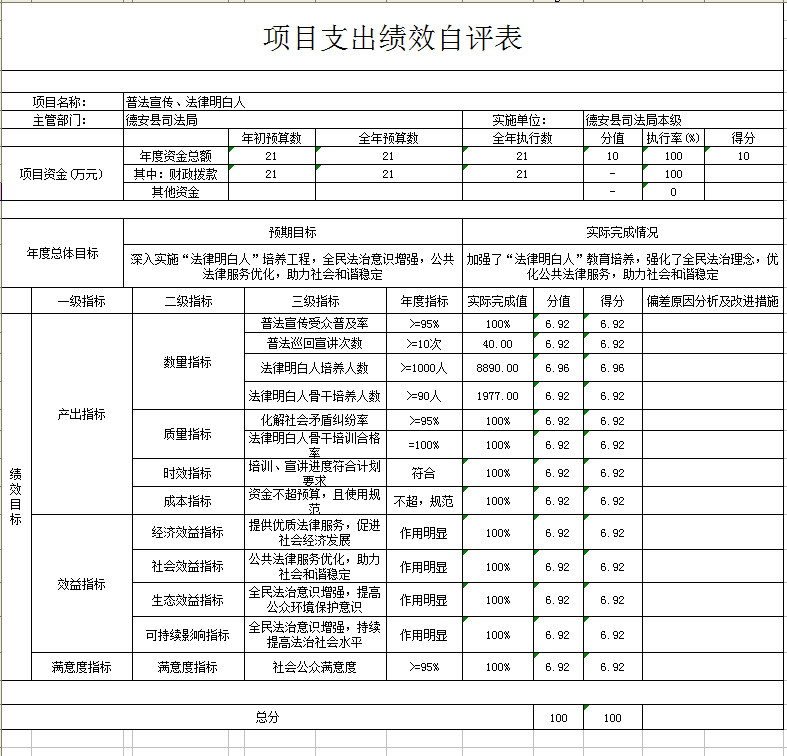 项目支出绩效自评表
项目名称： 普法宣传、法律明白人
主管部门： 德安县司法局 实施单位： 德安县司法局本级
项目资金(万元) 年初预算数 全年预算数 全年执行数 分值 执行率(%) 得分
年度资金总额 21 21 21 10 100 10
其中：财政拨款 21 21 21 - 100
其他资金 - 0
年度总体目标 预期目标 实际完成情况
深入实施“法律明白人”培养工程，全民法治意识增强，公共
法律服务优化，助力社会和谐稳定
加强了“法律明白人”教育培养，强化了全民法治理念，优
化公共法律服务，助力社会和谐稳定
绩效目标
一级指标 二级指标 三级指标 年度指标 实际完成值 分值 得分 偏差原因分析及改进措施
产出指标 数量指标 普法宣传受众普及率 >=95% 100% 6.92 6.92
普法巡回宣讲次数 >=10次 40.00 6.92 6.92
法律明白人培养人数 >=1000人 8890.00 6.96 6.96
法律明白人骨干培养人数 >=90人 1977.00 6.92 6.92
质量指标 化解社会矛盾纠纷率 >=95% 100% 6.92 6.92
法律明白人骨干培训合格
率 =100% 100% 6.92 6.92
时效指标 培训、宣讲进度符合计划
要求 符合 100% 6.92 6.92
成本指标 资金不超预算，且使用规
范 不超，规范 100% 6.92 6.92
效益指标 经济效益指标 提供优质法律服务，促进
社会经济发展 作用明显 100% 6.92 6.92
社会效益指标 公共法律服务优化，助力
社会和谐稳定 作用明显 100% 6.92 6.92
生态效益指标 全民法治意识增强，提高
公众环境保护意识 作用明显 100% 6.92 6.92
可持续影响指标 全民法治意识增强，持续
提高法治社会水平 作用明显 100% 6.92 6.92
满意度指标 满意度指标 社会公众满意度 >=95% 100% 6.92 6.92
总分 100 100